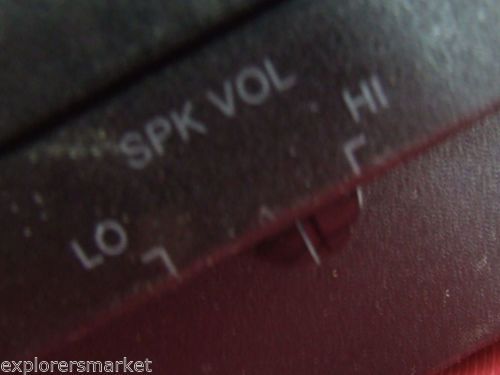 SPK VOL
HI
LO
explorersmarket